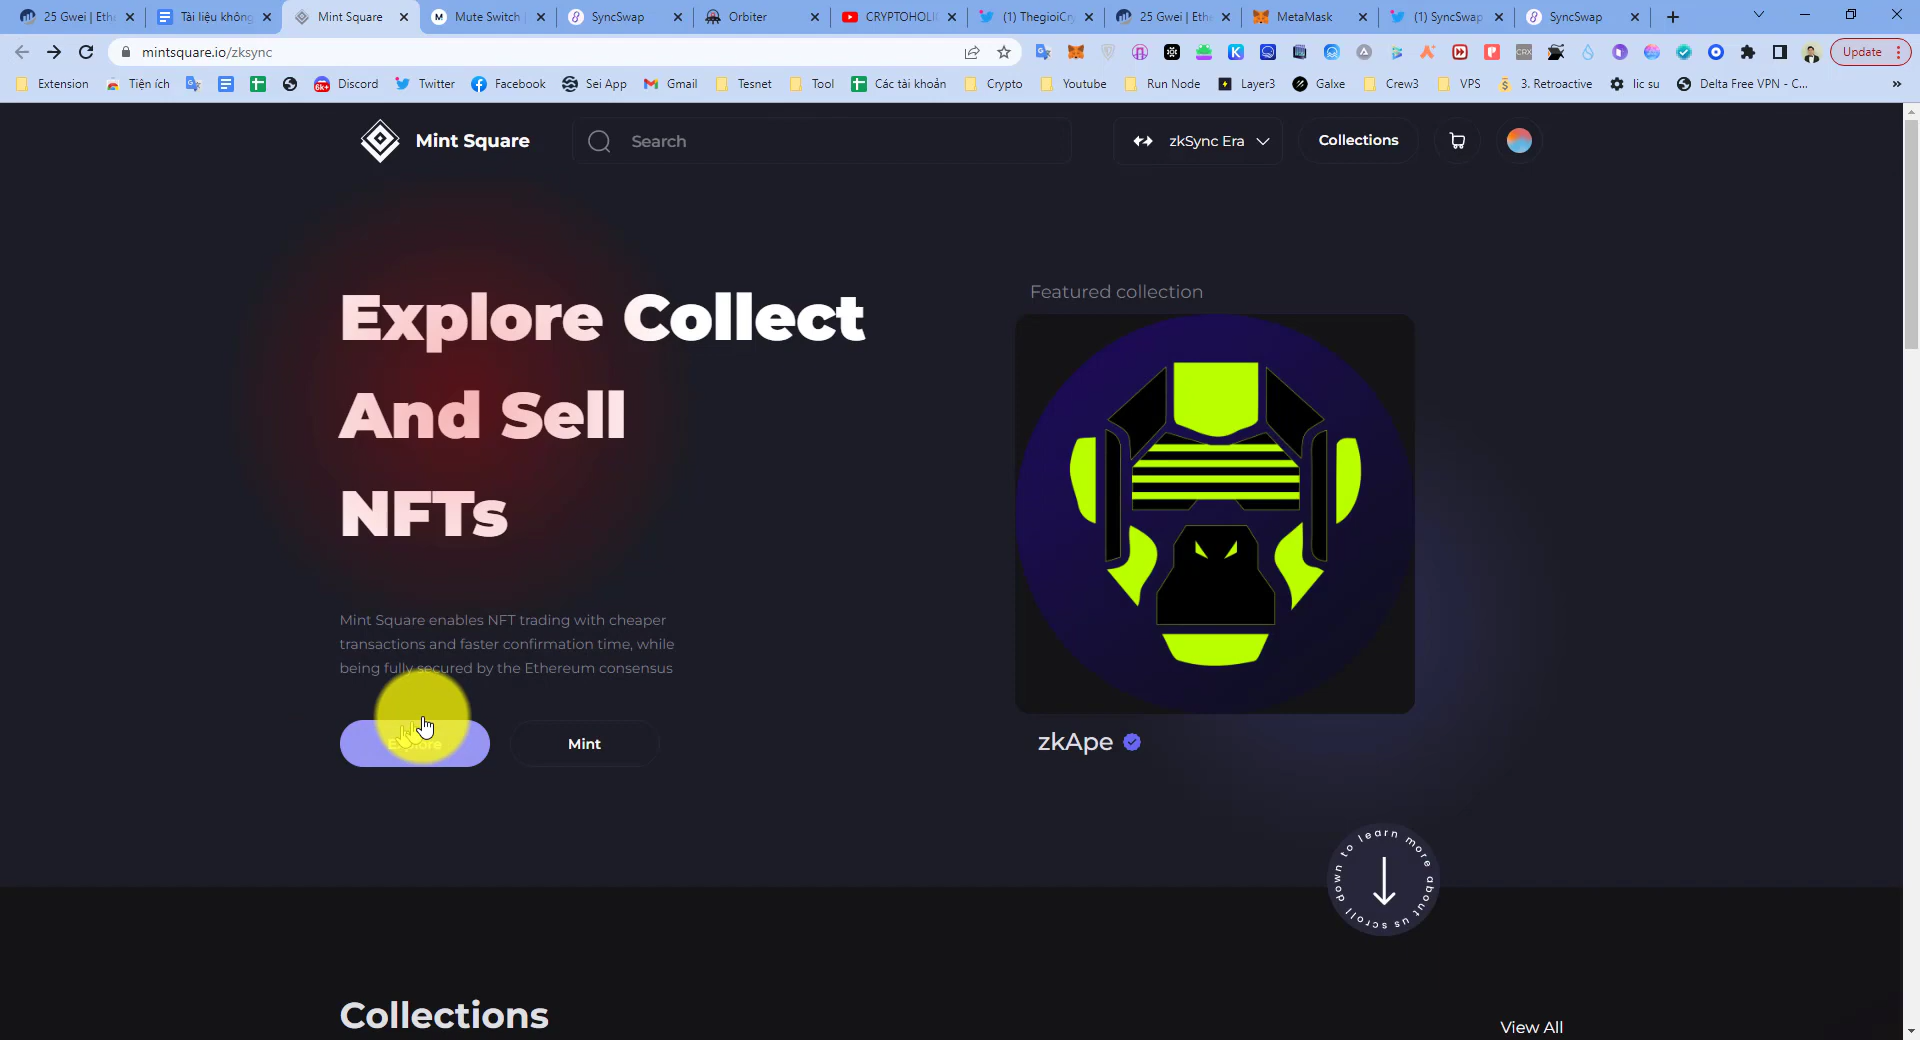 25 Gwei | Eth
Tài liệu không
Mint Square
Mute Switch
SyncSwap
Orbiter
CRYPTOHOLI
(1) ThegioiCry
25 Gwei | Eth
MetaMask
(1) SyncSwap
SyncSwap
mintsquare.io/zksync
Update
Extension
Tiện ích
6k+
Discord
Twitter
Facebook
Sei App
Gmail
Tesnet
Tool
Các tài khoản
Crypto
Youtube
Run Node
Layer3
Galxe
Crew3
VPS
3. Retroactive
lic su
Delta Free VPN - C...
Mint Square
Search
zkSync Era
Collections
Explore Collect
And Sell
NFTs
Featured collection
Mint Square enables NFT trading with cheaper
transactions and faster confirmation time, while
being fully secured by the Ethereum consensus
Explore
Mint
zkApe
scroll down to learn more about us
Collections
View All